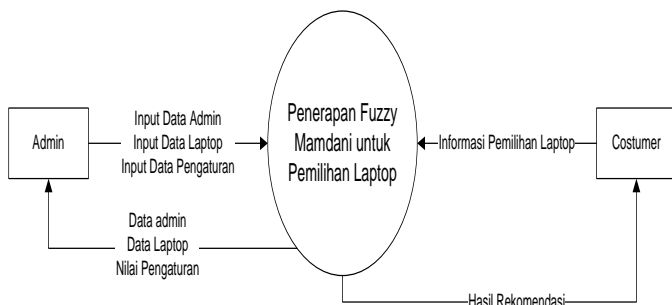 Admin
Input Data Admin
Input Data Laptop
Input Data Pengaturan
Penerapan Fuzzy
Mamdani untuk
Pemilihan Laptop
Informasi Pemilihan Laptop
Costumer
Data admin
Data Laptop
Nilai Pengaturan
Hasil Rekomendasi